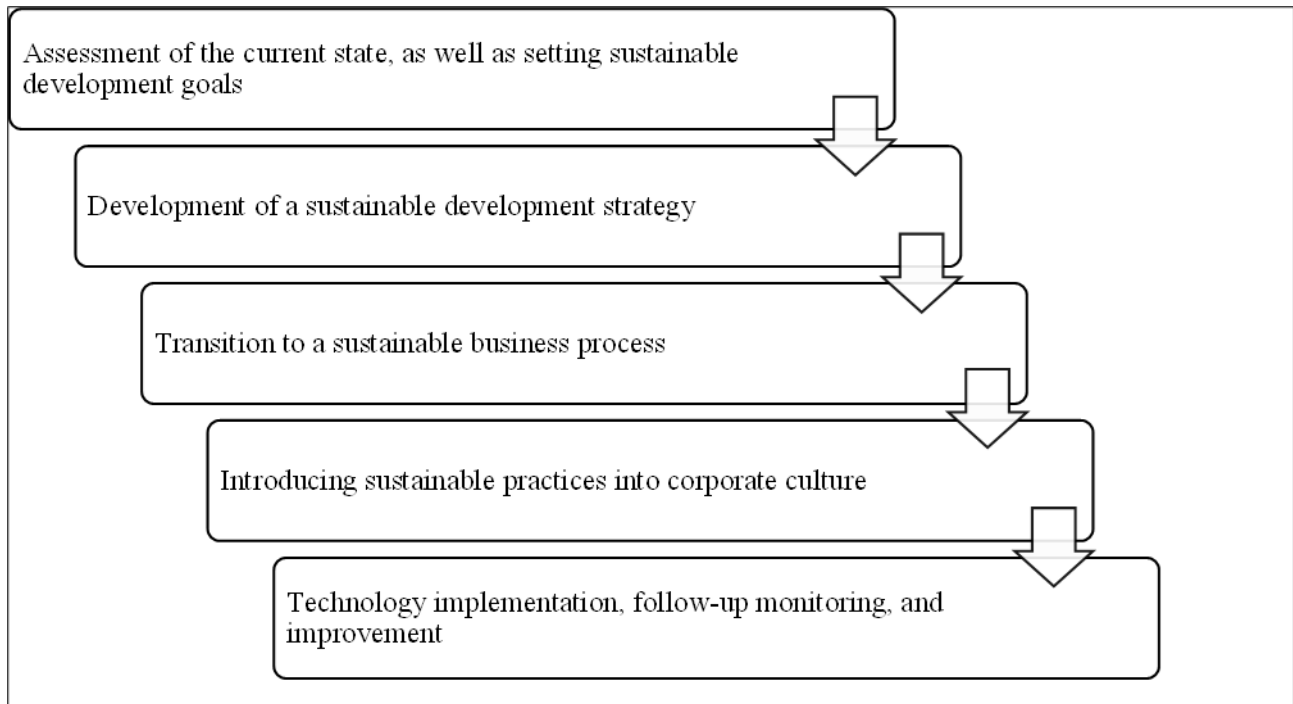 Assessment of the current state, as well as setting sustainable
development goals
Development of a sustainable development strategy
Transition to a sustainable business process
Introducing sustainable practices into corporate culture
Technology implementation, follow-up monitoring, and
improvement